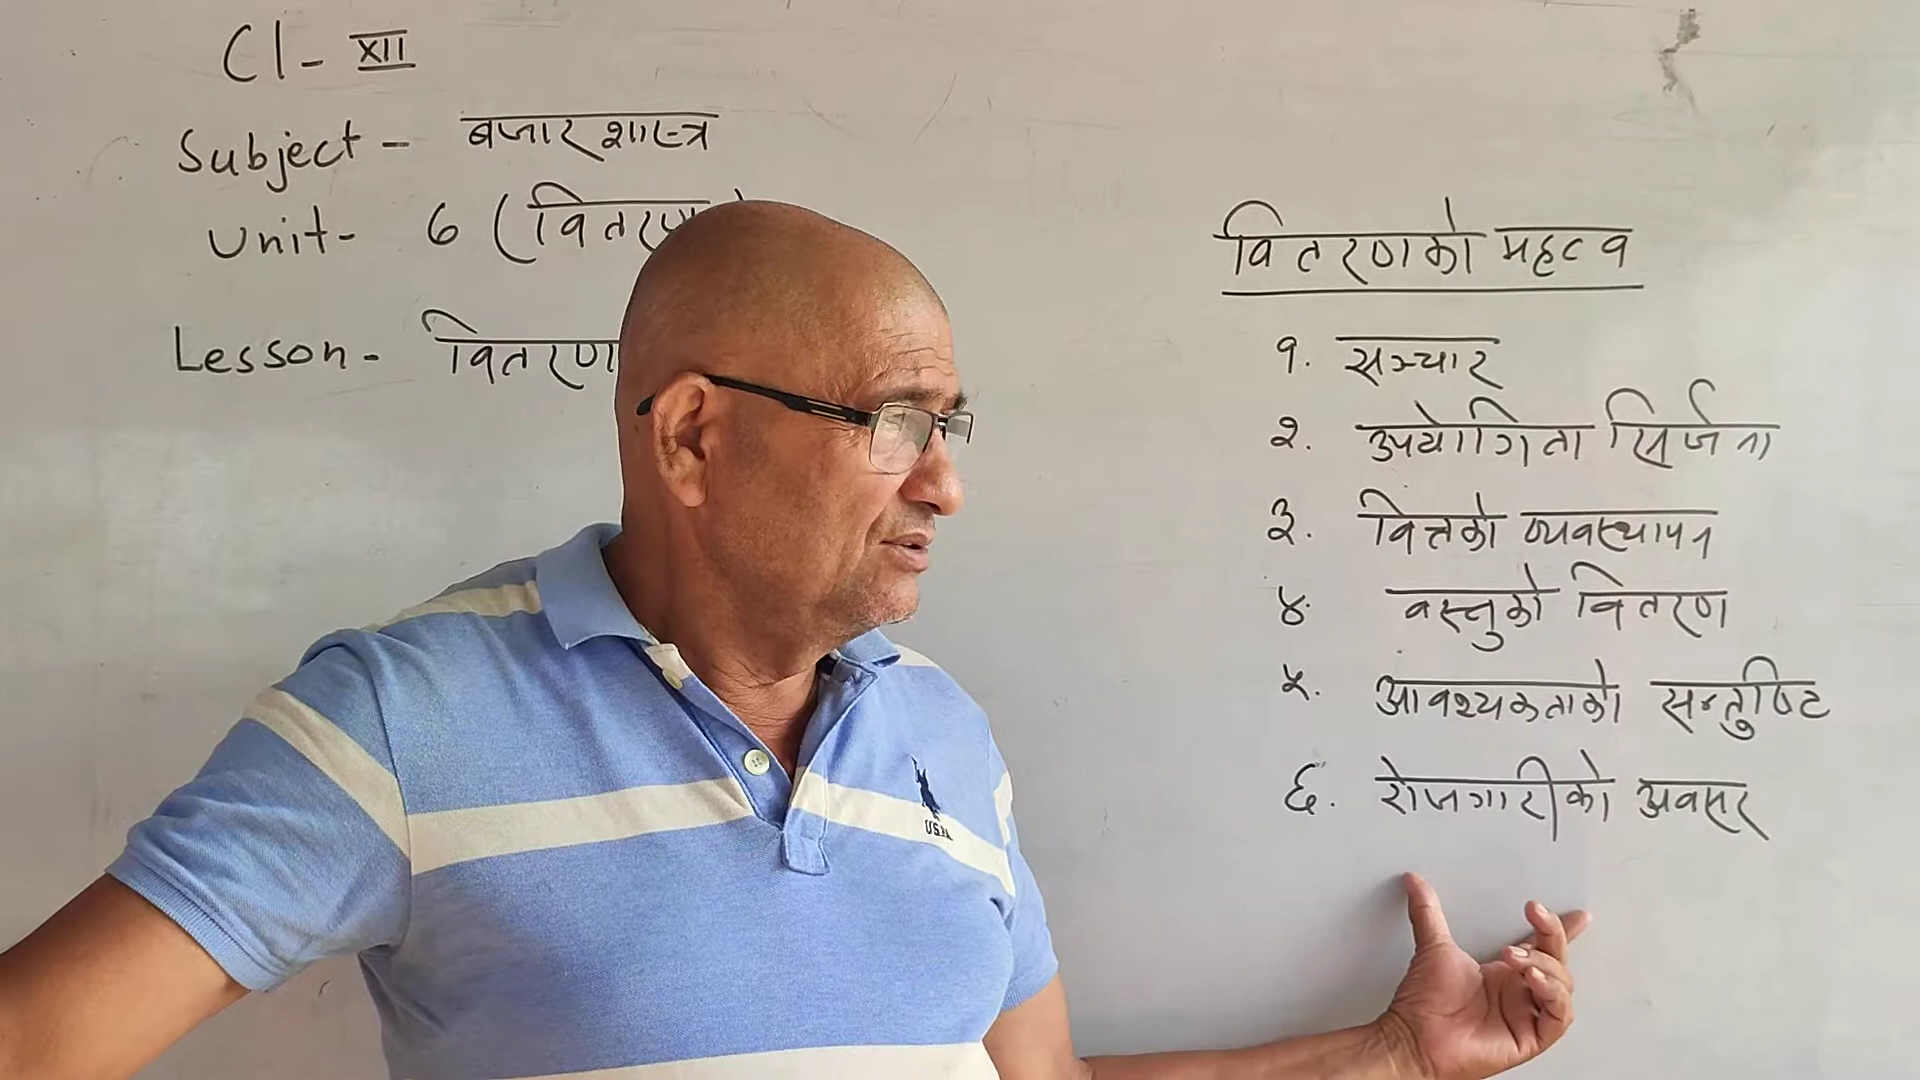 Cl - XII
Subject - बजार शास्त्र
Unit - 6 (वितरण
Lesson - वितरण
वितरणको महत्व
१. सञ्चार
२. उपयोगिता सिर्जना
३. वित्तको व्यवस्थापन
४. वस्तुको वितरण
५. आवश्यकताको सन्तुष्टि
६. रोजगारीको अवसर